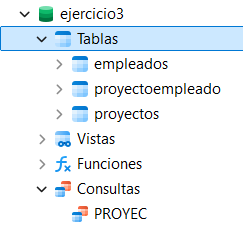 ejercicio3
Tablas
empleados
proyectoempleado
proyectos
Vistas
Funciones
Consultas
PROYEC